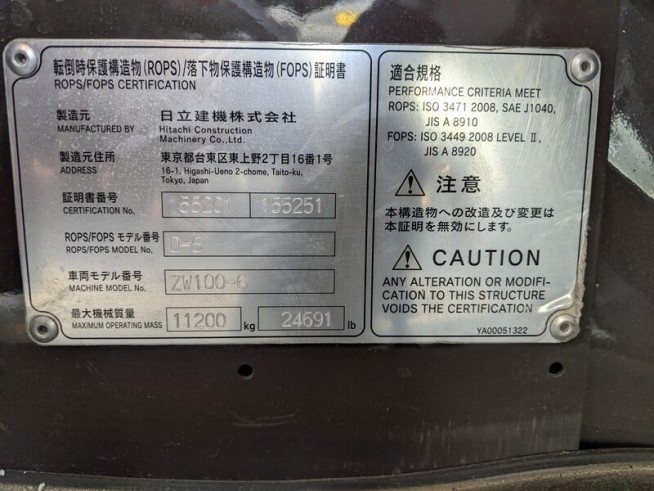 転倒時保護構造物(ROPS)/落下物保護構造物(FOPS)証明書
ROPS/FOPS CERTIFICATION
製造元 日立建機株式会社
MANUFACTURED BY Hitachi Construction
Machinery Co.,Ltd.
製造元住所 東京都台東区東上野2丁目16番1号
ADDRESS 16-1, Higashi-Ueno 2-chome, Taito-ku,
Tokyo, Japan
証明書番号
CERTIFICATION No. 155251
ROPS/FOPS モデル番号
ROPS/FOPS MODEL No.
車両モデル番号
MACHINE MODEL No. ZW100-6
最大機械質量
MAXIMUM OPERATING MASS 11200 kg 24691 lb
適合規格
PERFORMANCE CRITERIA MEET
ROPS: ISO 3471 2008, SAE J1040,
JIS A 8910
FOPS: ISO 3449 2008 LEVEL Ⅱ,
JIS A 8920
注意
本構造物への改造及び変更は
本証明を無効にします。
CAUTION
ANY ALTERATION OR MODIFI-
CATION TO THIS STRUCTURE
VOIDS THE CERTIFICATION
YA00051322